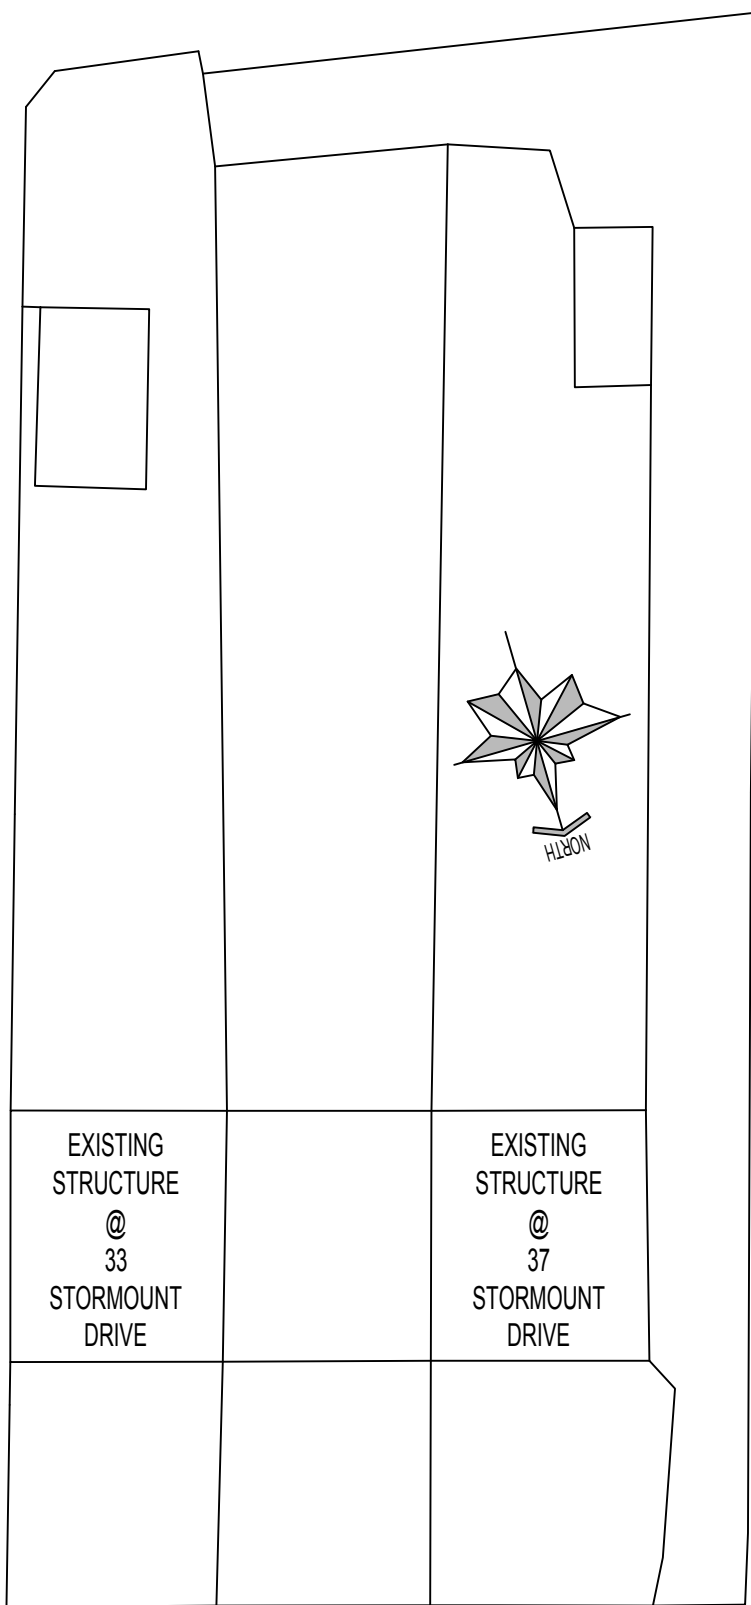 NORTH
EXISTING
STRUCTURE
@
33
STORMOUNT
DRIVE
EXISTING
STRUCTURE
@
37
STORMOUNT
DRIVE